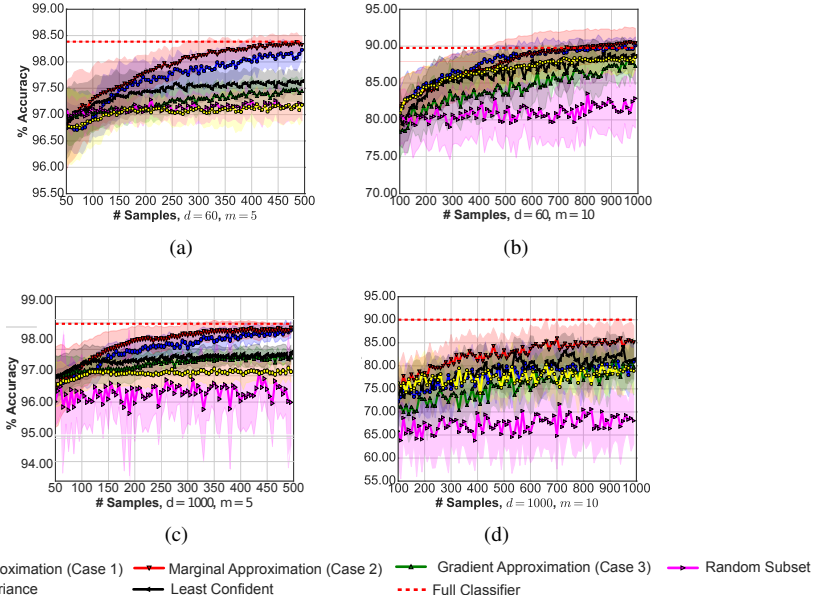 99.00
98.50
98.00
97.50
97.00
96.50
96.00
95.50
% Accuracy
50 100 150 200 250 300 350 400 450 500
# Samples, d = 60, m = 5
(a)
95.00
90.00
85.00
80.00
75.00
70.00
100 200 300 400 500 600 700 800 900 1000
# Samples, d = 60, m = 10
(b)
99.00
98.00
97.00
96.00
95.00
94.00
% Accuracy
50 100 150 200 250 300 350 400 450 500
# Samples, d = 1000, m = 5
(c)
95.00
90.00
85.00
80.00
75.00
70.00
65.00
60.00
55.00
100 200 300 400 500 600 700 800 900 1000
# Samples, d = 1000, m = 10
(d)
oximation (Case 1) Marginal Approximation (Case 2) Gradient Approximation (Case 3) Random Subset
riance Least Confident Full Classifier